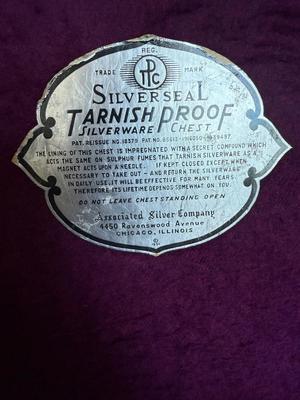 REG.
TRADE MARK
TPC
SILVERSEAL
TARNISH PROOF
SILVERWARE CHEST
PAT. REISSUE NO. 18379 PAT. NO.
THE LINING OF THIS CHEST IS IMPREGNATED WITH A SECRET COMPOUND WHICH
ACTS THE SAME ON SULPHUR FUMES THAT TARNISH SILVERWARE AS A
MAGNET ACTS UPON A NEEDLE. IF KEPT CLOSED EXCEPT WHEN
NECESSARY TO TAKE OUT - AND RETURN THE SILVERWARE
IN DAILY USE, IT WILL BE EFFECTIVE FOR MANY YEARS.
THEREFORE ITS LIFETIME DEPENDS SOMEWHAT ON YOU.
DO NOT LEAVE CHEST STANDING OPEN
Associated Silver Company
4450 Ravenswood Avenue
CHICAGO, ILLINOIS